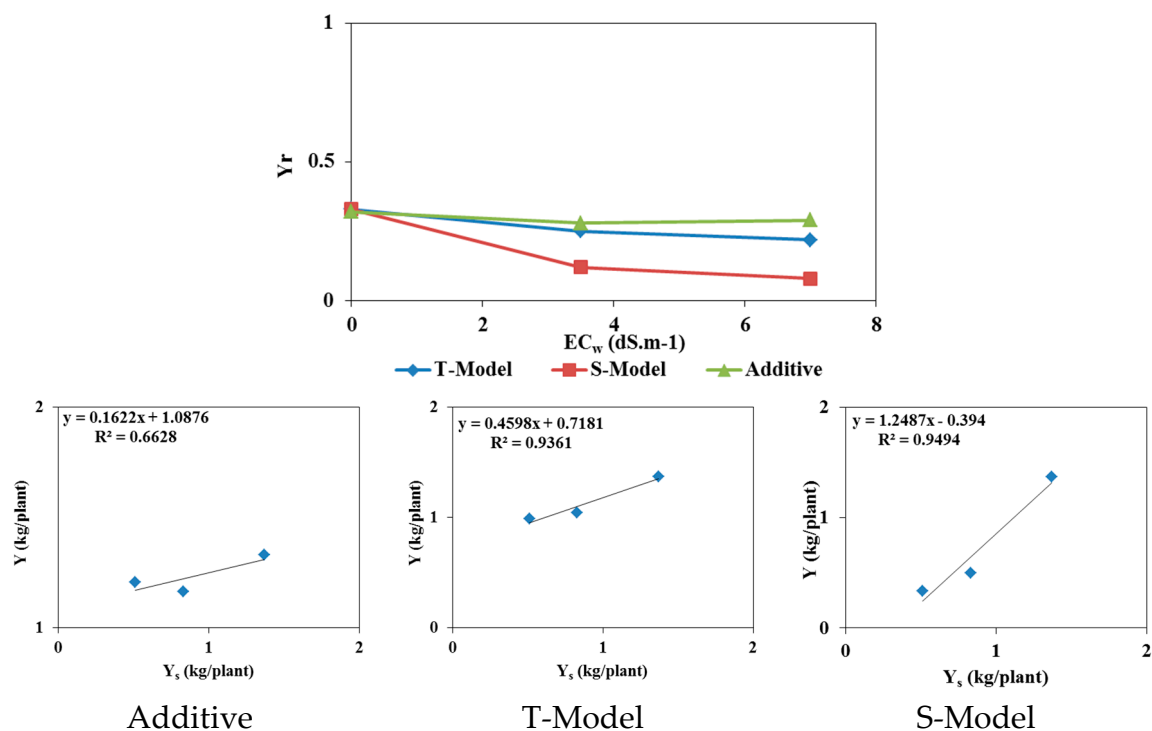 1
0.5
0
Yr
0 2 4 6 8
ECw (dS.m-1)
T-Model S-Model Additive
y = 0.1622x + 1.0876
R² = 0.6628
2
1
Y (kg/plant)
0 1 2
Ys (kg/plant)
Additive
y = 0.4598x + 0.7181
R² = 0.9361
2
1
0
Y (kg/plant)
0 1 2
Ys (kg/plant)
T-Model
y = 1.2487x - 0.394
R² = 0.9494
2
1
0
Y (kg/plant)
0 1 2
Ys (kg/plant)
S-Model